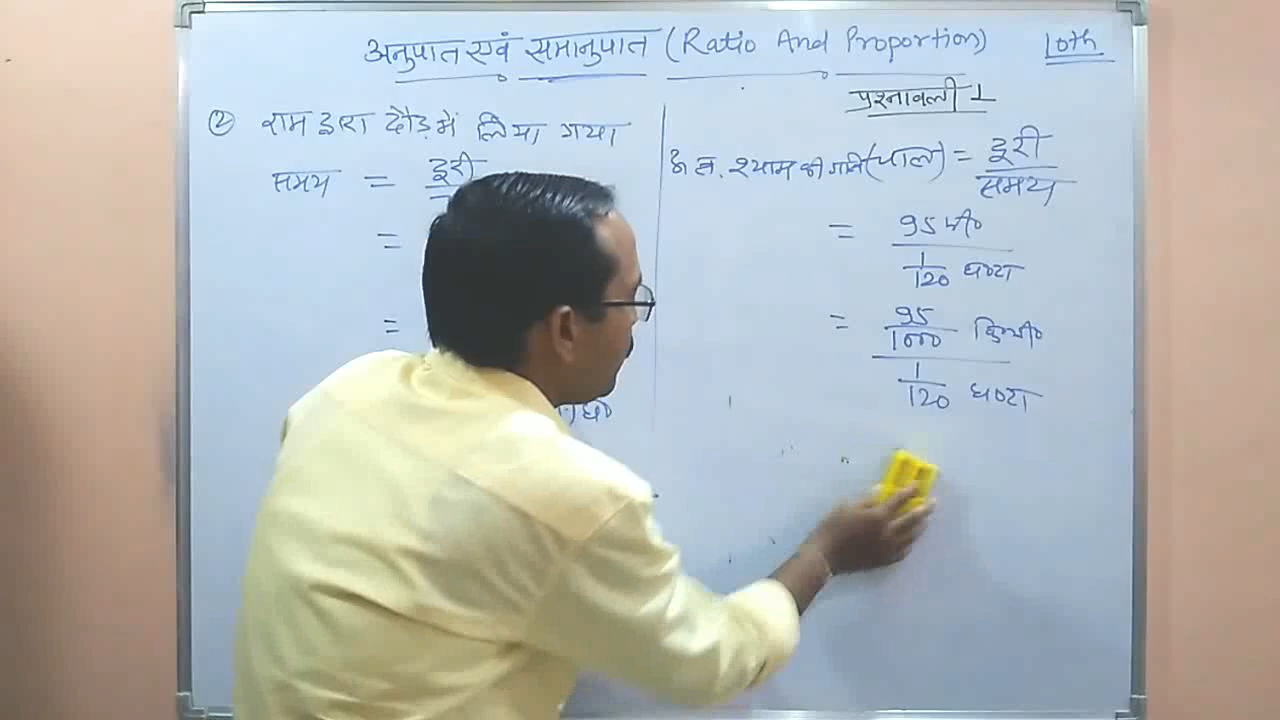 अनुपात एवं समानुपात (Ratio And Proportion) 10th
प्रश्नावली 1
② राम द्वारा दौड़ में लिया गया
समय = दूरी
=
=
श्याम की गति (चाल) = दूरी / समय
= 95 मी० / 1/120 घण्टा
= 95/1000 कि०मी० / 1/120 घण्टा